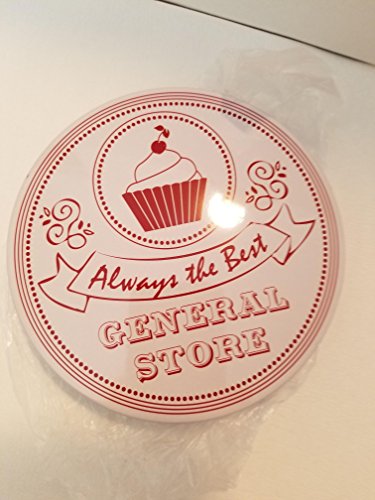 Always the Best
GENERAL
STORE